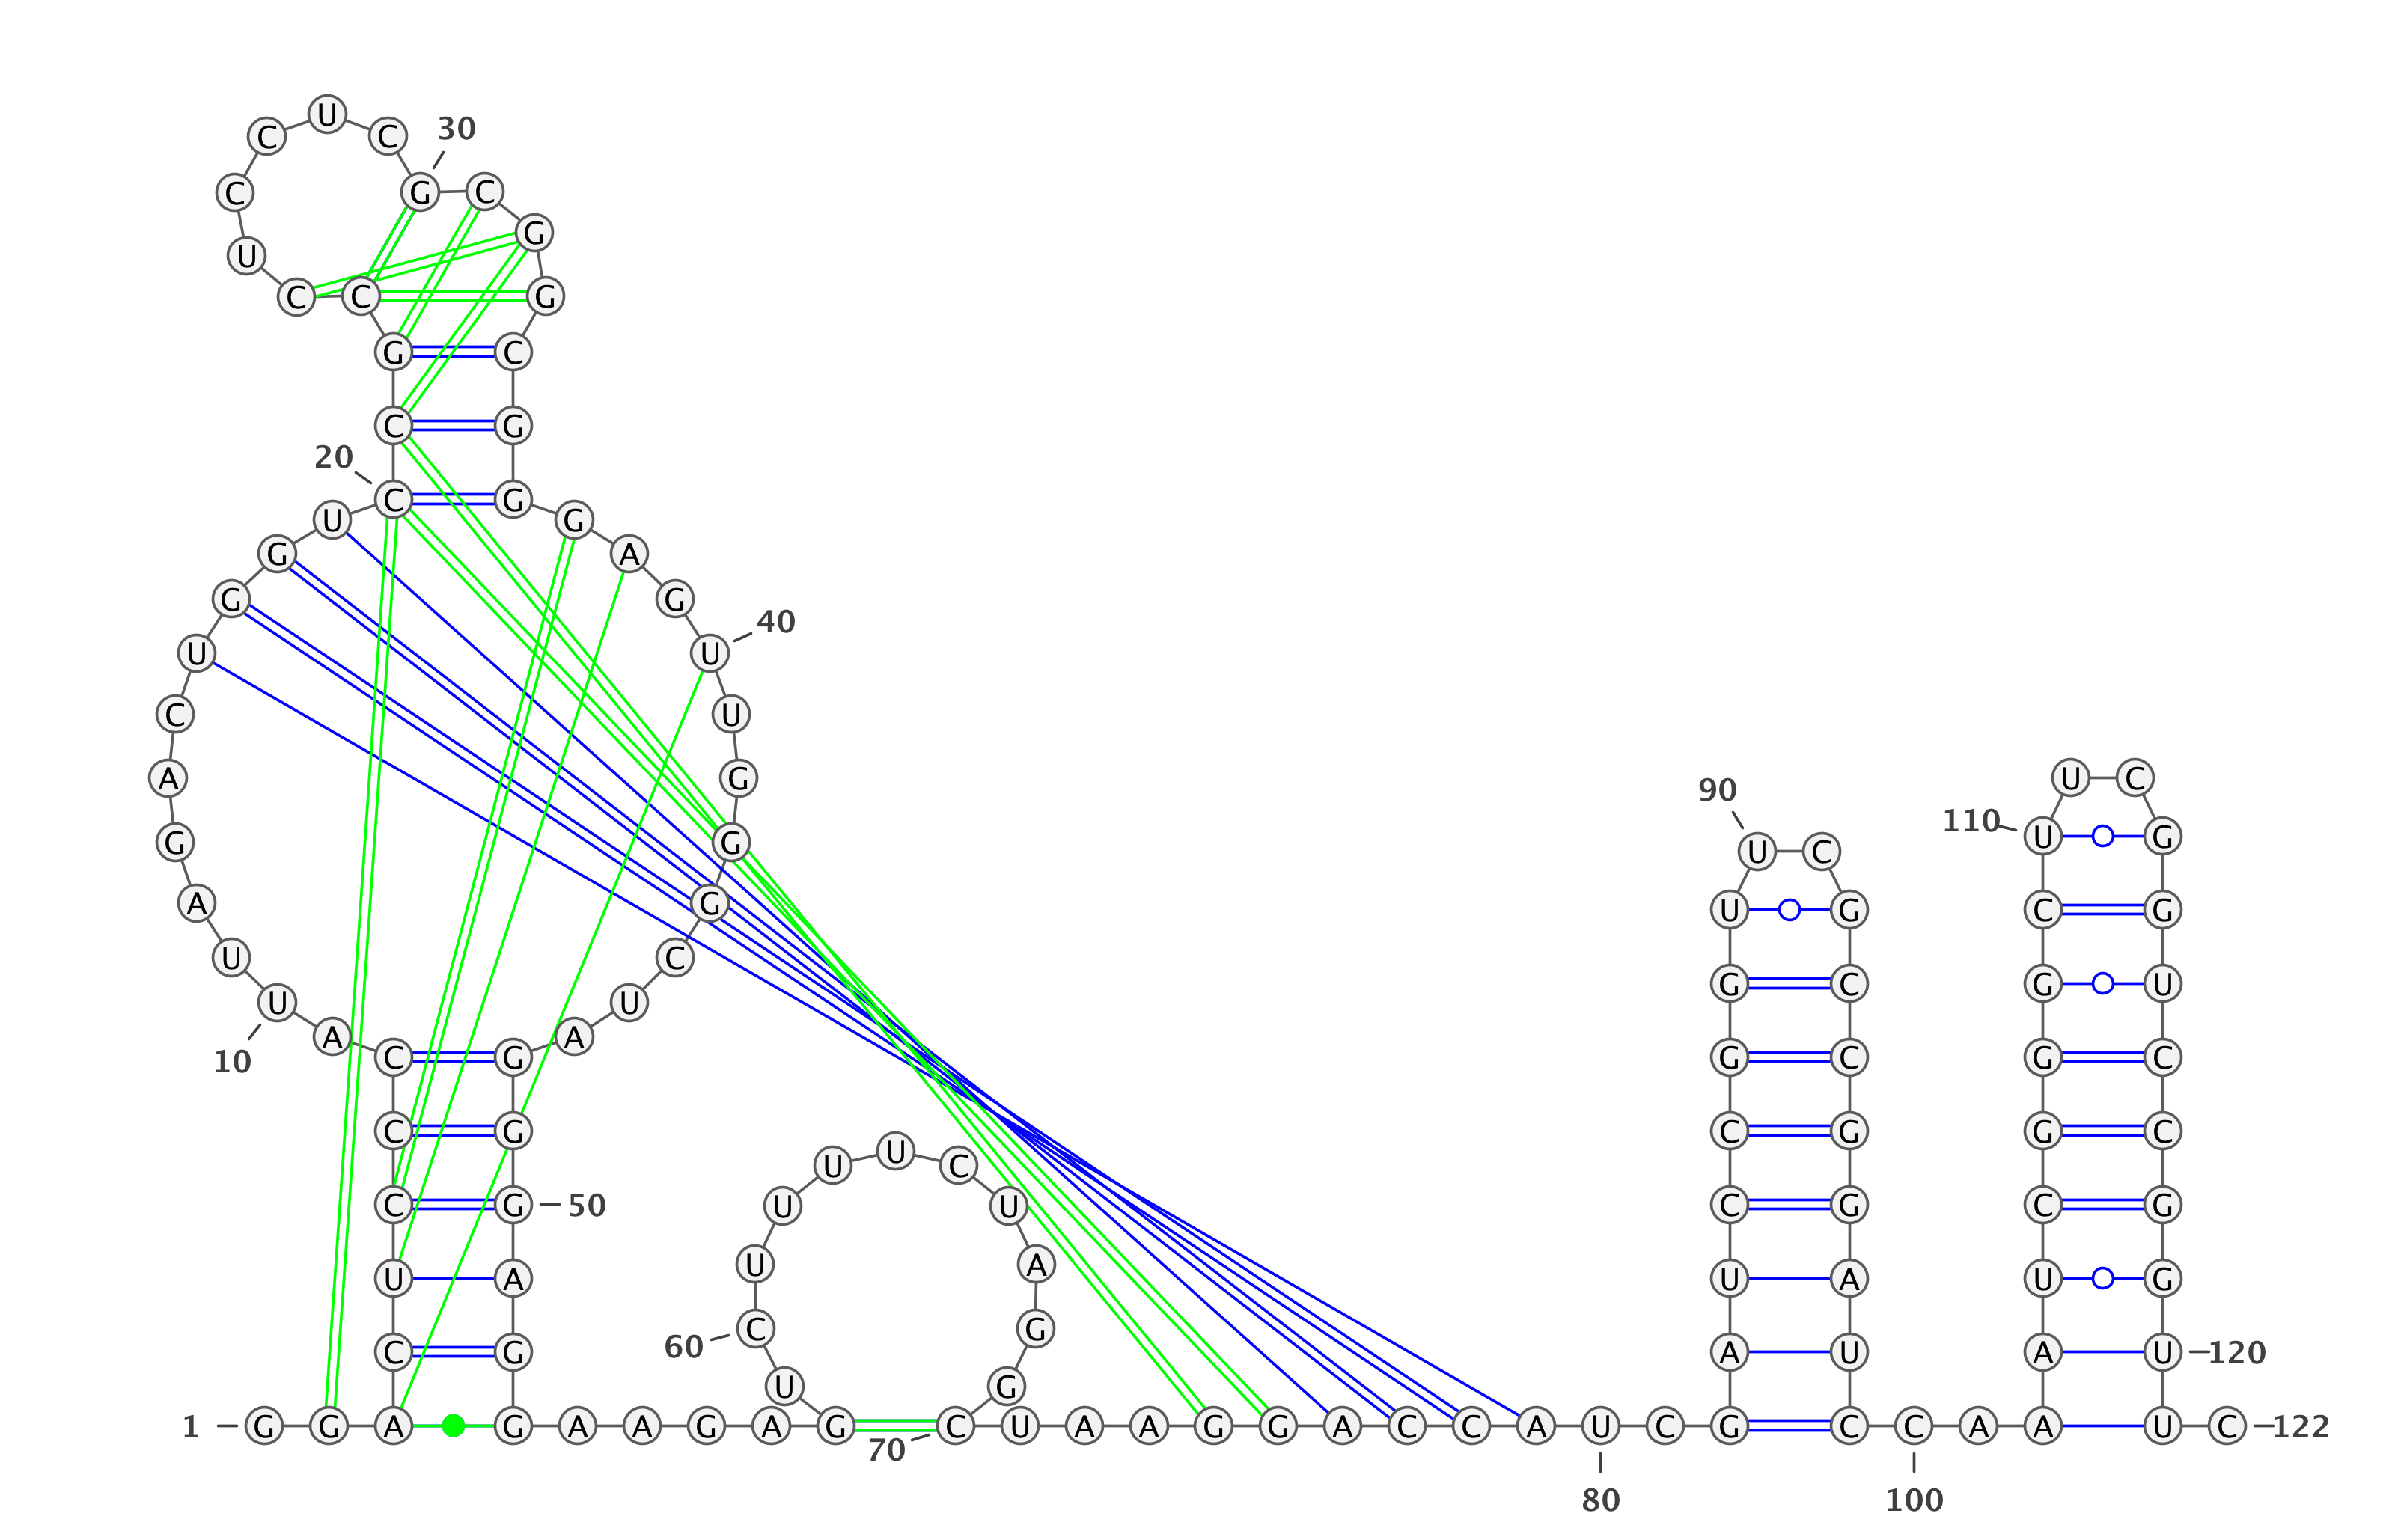 U
30
C C
C G C
G
U
C C G
G C
C G
20
C G
U G
G A
G G
40
U U
C U
A G U C
90
110
G G U G
U C
A G U G C G
U C
G C G U
U U
A A
C G G C G C
10
C G C G G C
U
U C
C G 50 U U C G C G
U A
U A U A U G
C G
60
C G A U A U 120
U G
1 G G A G A A G A G C U A A G G A C C A U C G C C A A U C 122
70
80 100